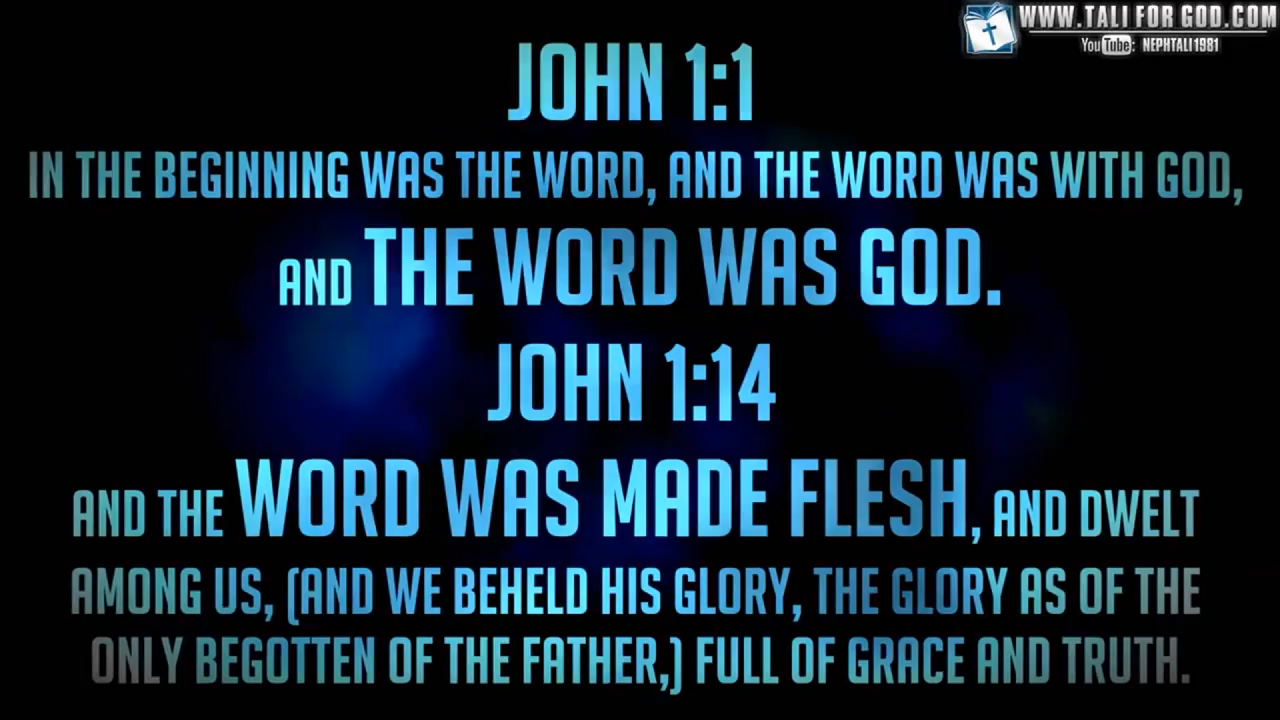 WWW.TALI FOR GOD.COM
YouTube: NEPHTALI1981
JOHN 1:1
IN THE BEGINNING WAS THE WORD, AND THE WORD WAS WITH GOD,
AND THE WORD WAS GOD.
JOHN 1:14
AND THE WORD WAS MADE FLESH, AND DWELT
AMONG US, (AND WE BEHELD HIS GLORY, THE GLORY AS OF THE
ONLY BEGOTTEN OF THE FATHER,) FULL OF GRACE AND TRUTH.